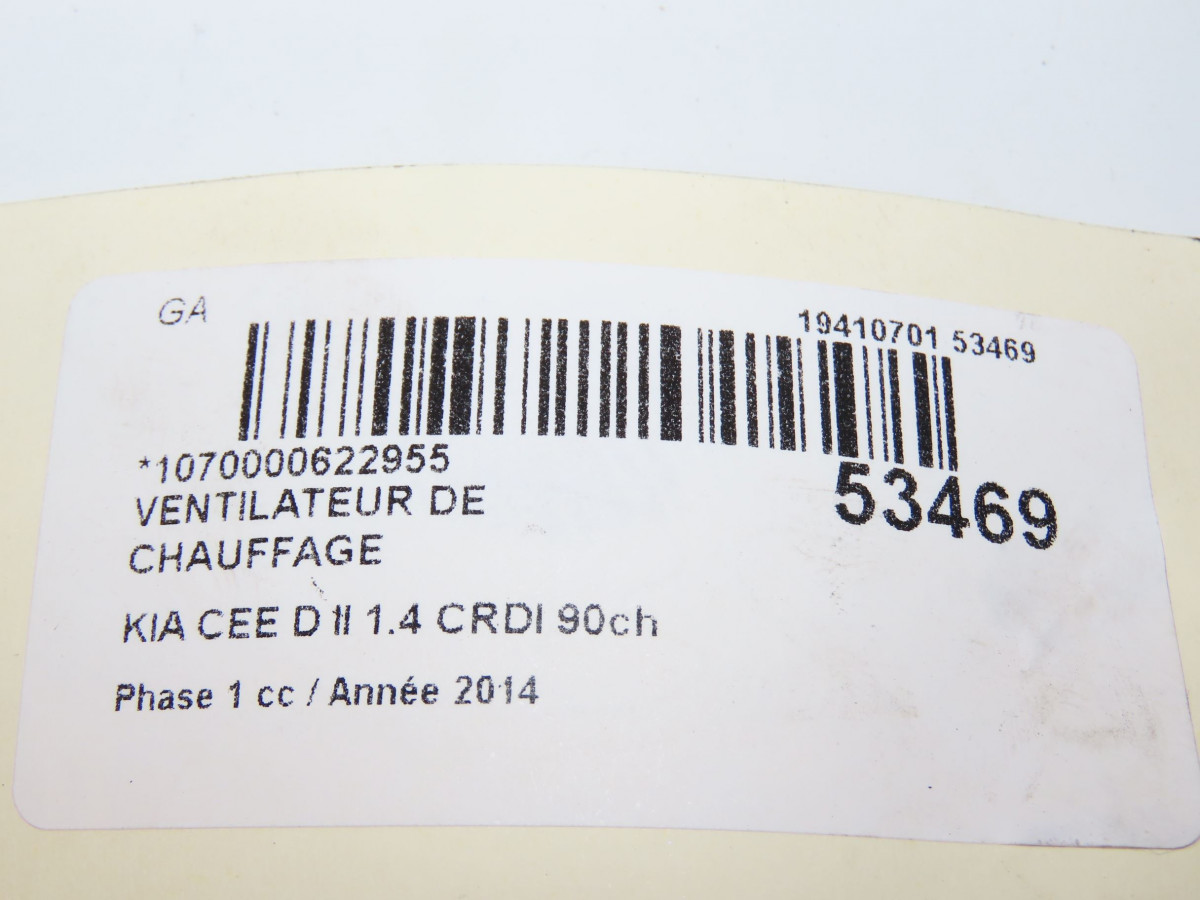 GA
19410701 53469
*1070000622955
53469
VENTILATEUR DE
CHAUFFAGE
KIA CEE D II 1.4 CRDI 90ch
Phase 1 cc / Année 2014